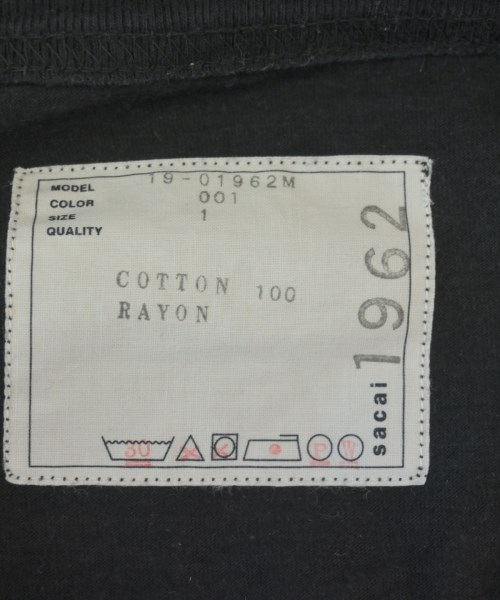 MODEL 19-01962M
COLOR 001
SIZE 1
QUALITY
COTTON 100
RAYON
30 P W
sacai 1962